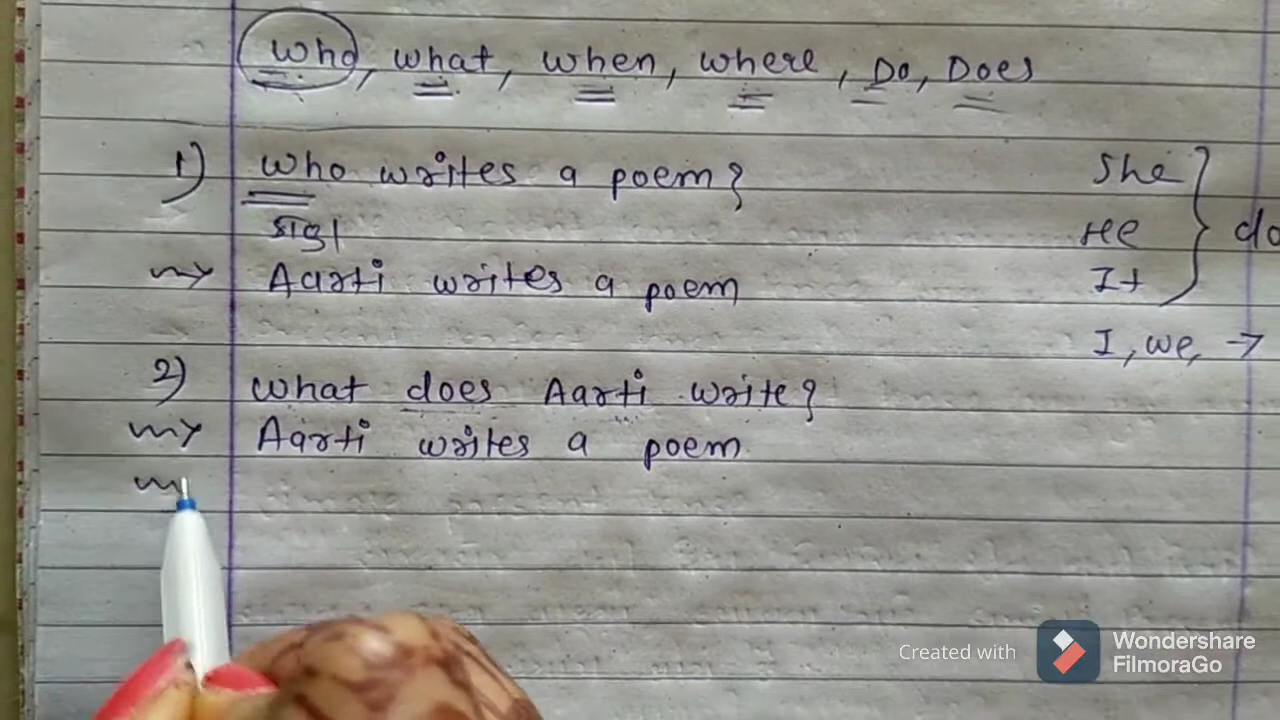 Who, what, when, where, Do, Does
1) Who writes a poem?
She
He
It
Aarti writes a poem
I, we, →
2) What does Aarti write?
Aarti writes a poem
Created with
Wondershare
FilmoraGo